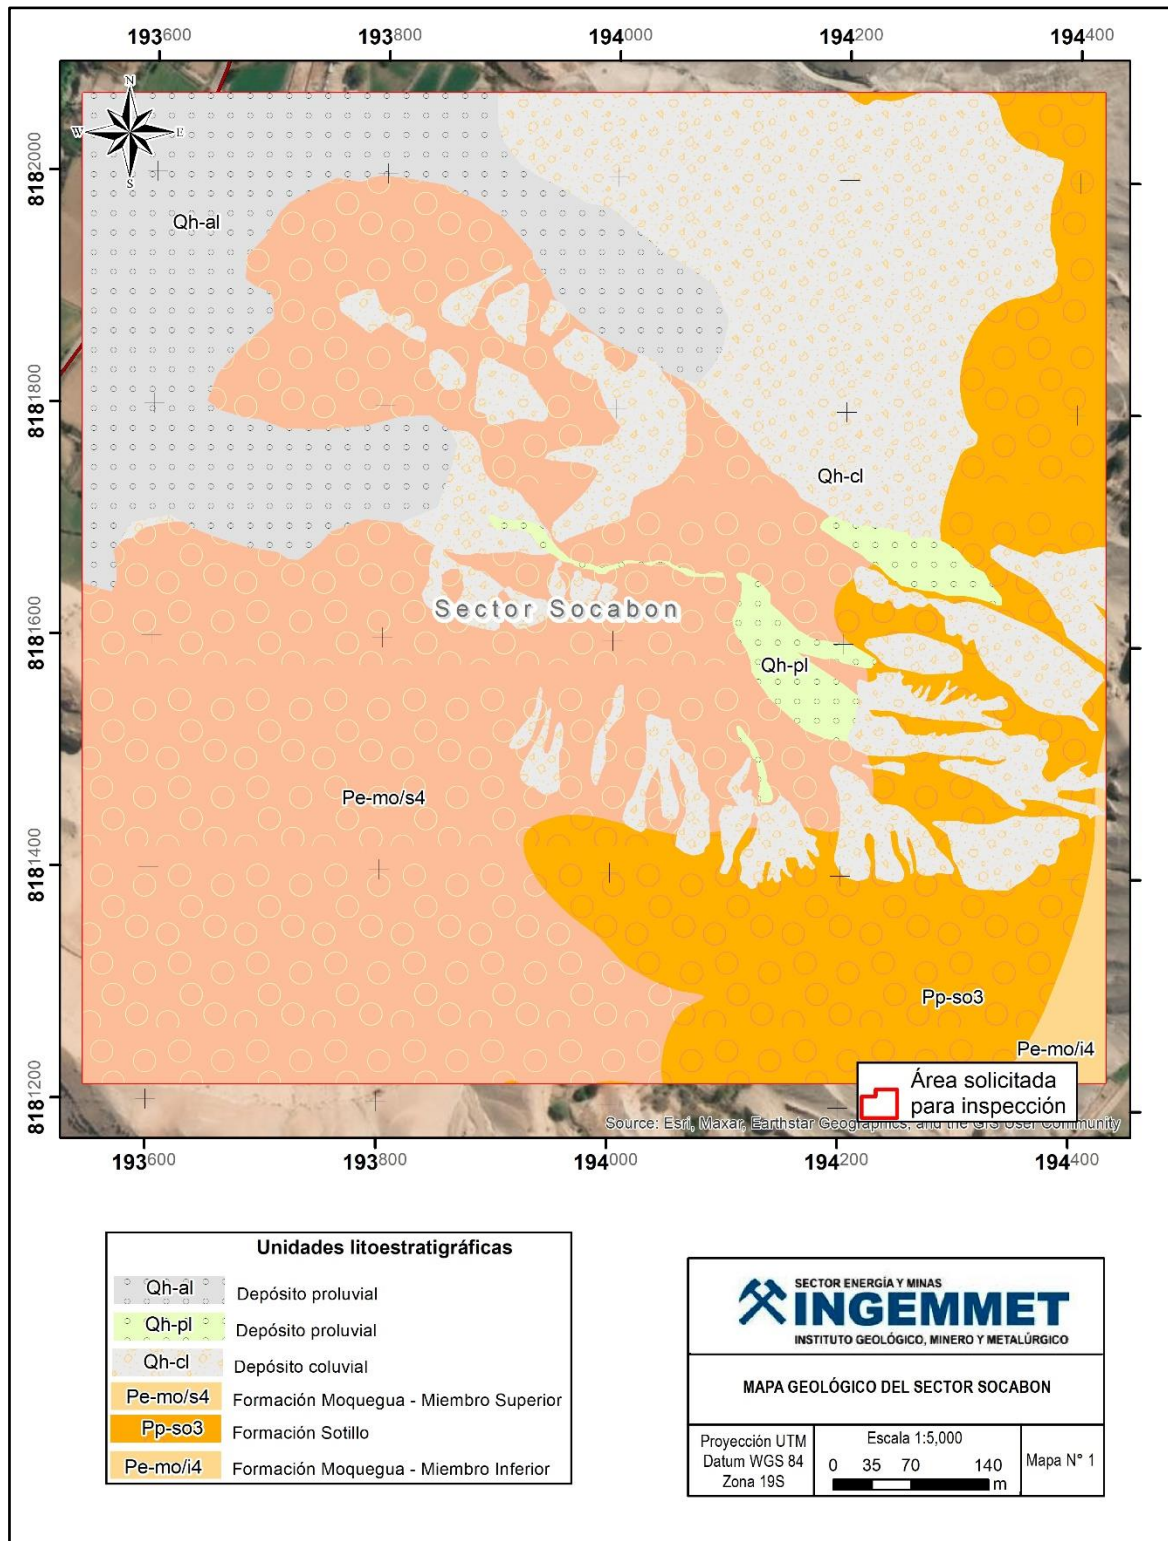 193600 193800 194000 194200 194400
N
W E
S
8182000
8181800
8181600
8181400
8181200
Qh-al
Qh-cl
Sector Socabon
Qh-pl
Pe-mo/s4
Pp-so3
Pe-mo/i4
Área solicitada
para inspección
Source: Esri, Maxar, Earthstar Geographics, and the GIS User Community
193600 193800 194000 194200 194400
Unidades litoestratigráficas
Qh-al Depósito proluvial
Qh-pl Depósito proluvial
Qh-cl Depósito coluvial
Pe-mo/s4 Formación Moquegua - Miembro Superior
Pp-so3 Formación Sotillo
Pe-mo/i4 Formación Moquegua - Miembro Inferior
SECTOR ENERGÍA Y MINAS
INGEMMET
INSTITUTO GEOLÓGICO, MINERO Y METALÚRGICO
MAPA GEOLÓGICO DEL SECTOR SOCABON
Proyección UTM
Datum WGS 84
Zona 19S
Escala 1:5,000
0 35 70 140
m
Mapa N° 1